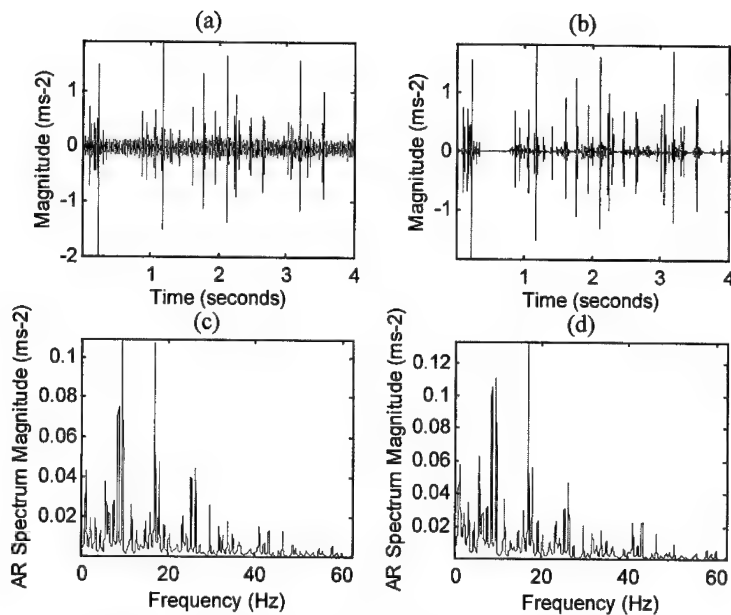 (a)
(b)
Magnitude (ms-2)
1
0
-1
-2
1 2 3 4
Time (seconds)
Magnitude (ms-2)
1
0
-1
0 1 2 3 4
Time (seconds)
(c)
(d)
AR Spectrum Magnitude (ms-2)
0.1
0.08
0.06
0.04
0.02
0 20 40 60
Frequency (Hz)
AR Spectrum Magnitude (ms-2)
0.12
0.1
0.08
0.06
0.04
0.02
0 20 40 60
Frequency (Hz)